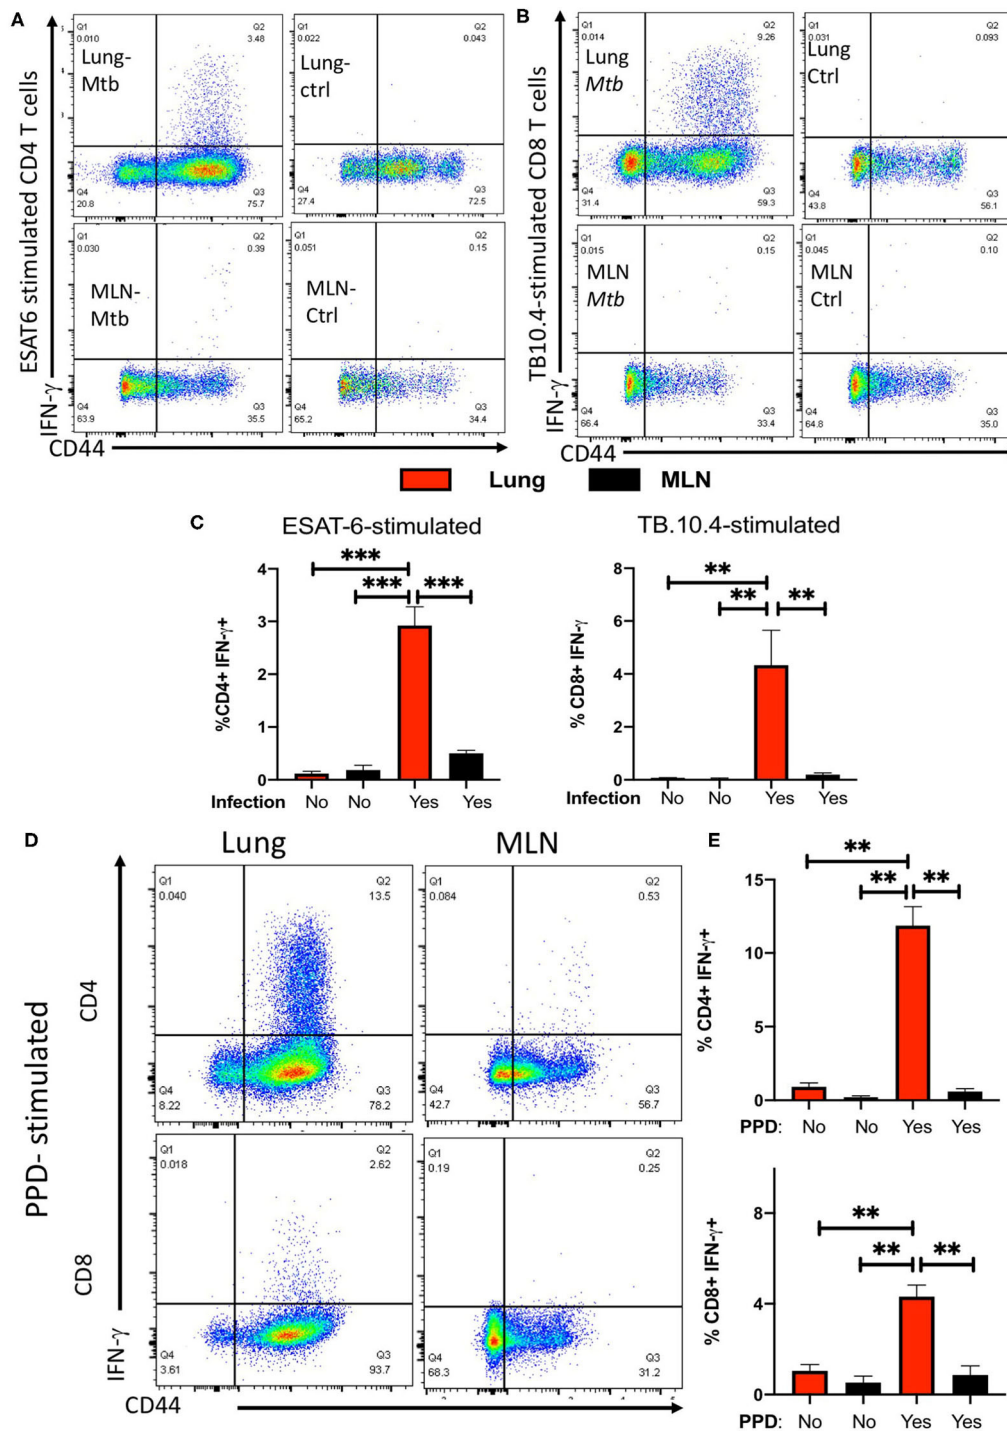 A
ESAT6 stimulated CD4 T cells
IFN-γ
Q1
0.010
Q2
3.48
Lung-
Mtb
Q4
20.8
Q3
75.7
Q1
0.022
Q2
0.043
Lung-
ctrl
Q4
27.4
Q3
72.5
Q1
0.030
Q2
0.39
MLN-
Mtb
Q4
63.9
Q3
35.5
Q1
0.051
Q2
0.15
MLN-
Ctrl
Q4
65.2
Q3
34.4
CD44
B
TB10.4-stimulated CD8 T cells
IFN-γ
Q1
0.014
Q2
9.26
Lung
Mtb
Q4
31.4
Q3
59.3
Q1
0.031
Q2
0.093
Lung
Ctrl
Q4
43.8
Q3
56.1
Q1
0.015
Q2
0.15
MLN
Mtb
Q4
66.4
Q3
33.4
Q1
0.045
Q2
0.10
MLN
Ctrl
Q4
64.8
Q3
35.0
CD44
Lung MLN
C
ESAT-6-stimulated
%CD4+ IFN-γ+
4
3
2
1
0
***
*** ***
Infection No No Yes Yes
TB.10.4-stimulated
% CD8+ IFN-γ
8
6
4
2
0
**
** **
Infection No No Yes Yes
D
Lung MLN
PPD- stimulated
CD4
Q1
0.040
Q2
13.5
Q4
8.22
Q3
78.2
Q1
0.084
Q2
0.53
Q4
42.7
Q3
56.7
CD8
IFN-γ
Q1
0.018
Q2
2.62
Q4
3.61
Q3
93.7
Q1
0.19
Q2
0.25
Q4
68.3
Q3
31.2
CD44
E
% CD4+ IFN-γ+
15
10
5
0
**
** **
PPD: No No Yes Yes
% CD8+ IFN-γ+
8
4
0
**
** **
PPD: No No Yes Yes